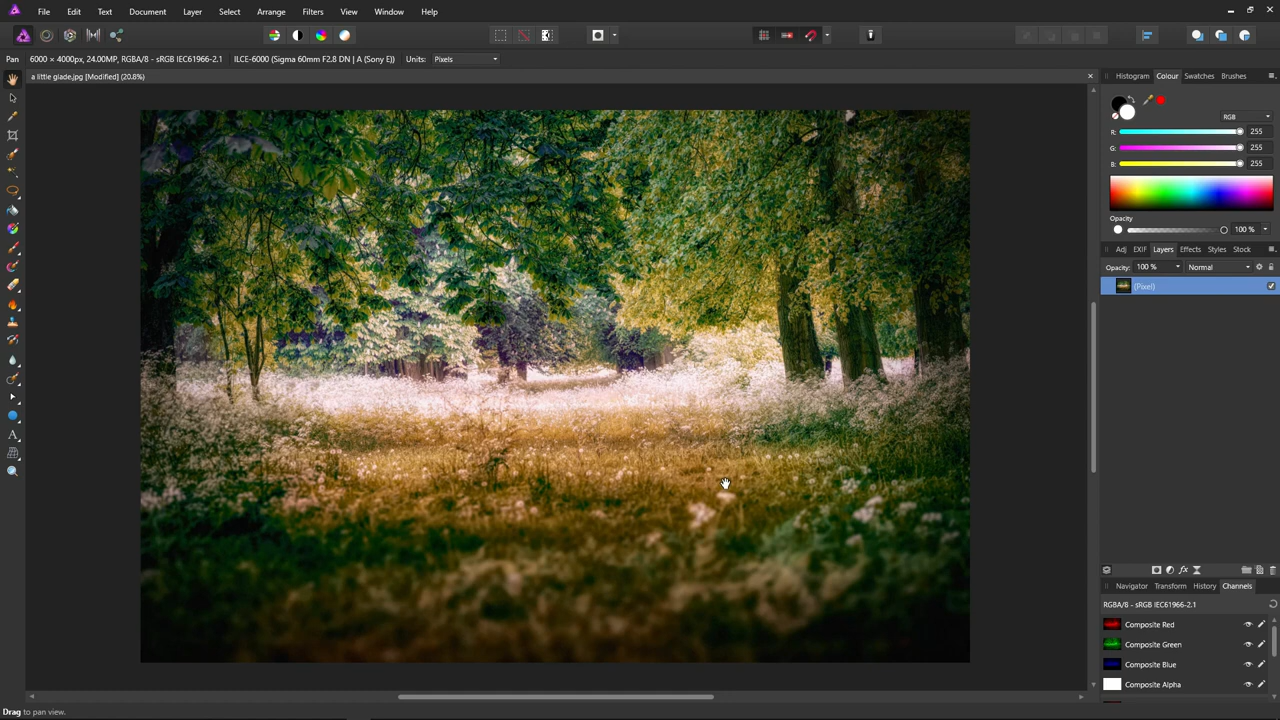 File Edit Text Document Layer Select Arrange Filters View Window Help
Pan 6000 × 4000px, 24.00MP, RGBA/8 - sRGB IEC61966-2.1 ILCE-6000 (Sigma 60mm F2.8 DN | A (Sony E)) Units: Pixels
a little glade.jpg [Modified] (20.8%)
Histogram Colour Swatches Brushes
RGB
R: 255
G: 255
B: 255
Opacity
100 %
Adj EXIF Layers Effects Styles Stock
Opacity: 100 % Normal
(Pixel)
Navigator Transform History Channels
RGBA/8 - sRGB IEC61966-2.1
Composite Red
Composite Green
Composite Blue
Composite Alpha
Drag to pan view.